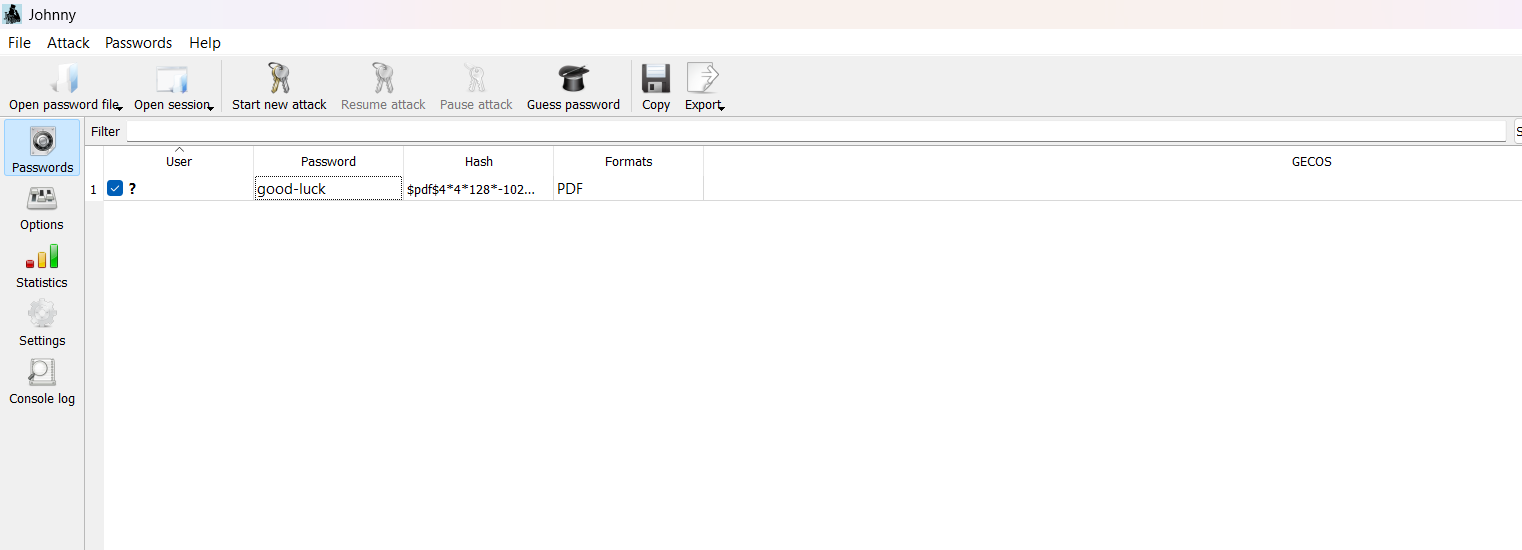 Johnny
File Attack Passwords Help
Open password file Open session Start new attack Resume attack Pause attack Guess password Copy Export
Filter
Passwords
User Password Hash Formats GECOS
1 ? good-luck $pdf$4*4*128*-102... PDF
Options
Statistics
Settings
Console log